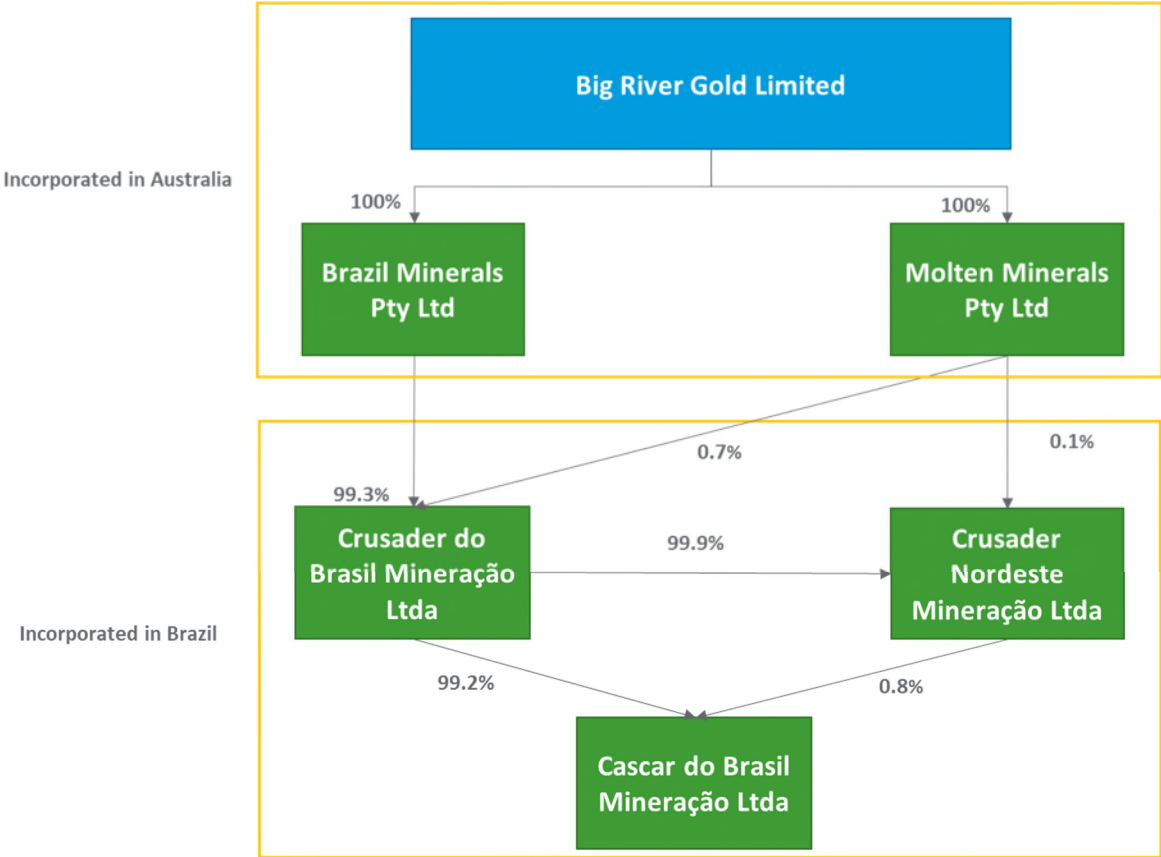 Big River Gold Limited
Incorporated in Australia
100%
100%
Brazil Minerals
Pty Ltd
Molten Minerals
Pty Ltd
0.7%
0.1%
99.3%
Crusader do
Brasil Mineração
Ltda
99.9%
Crusader
Nordeste
Mineração Ltda
Incorporated in Brazil
99.2%
0.8%
Cascar do Brasil
Mineração Ltda